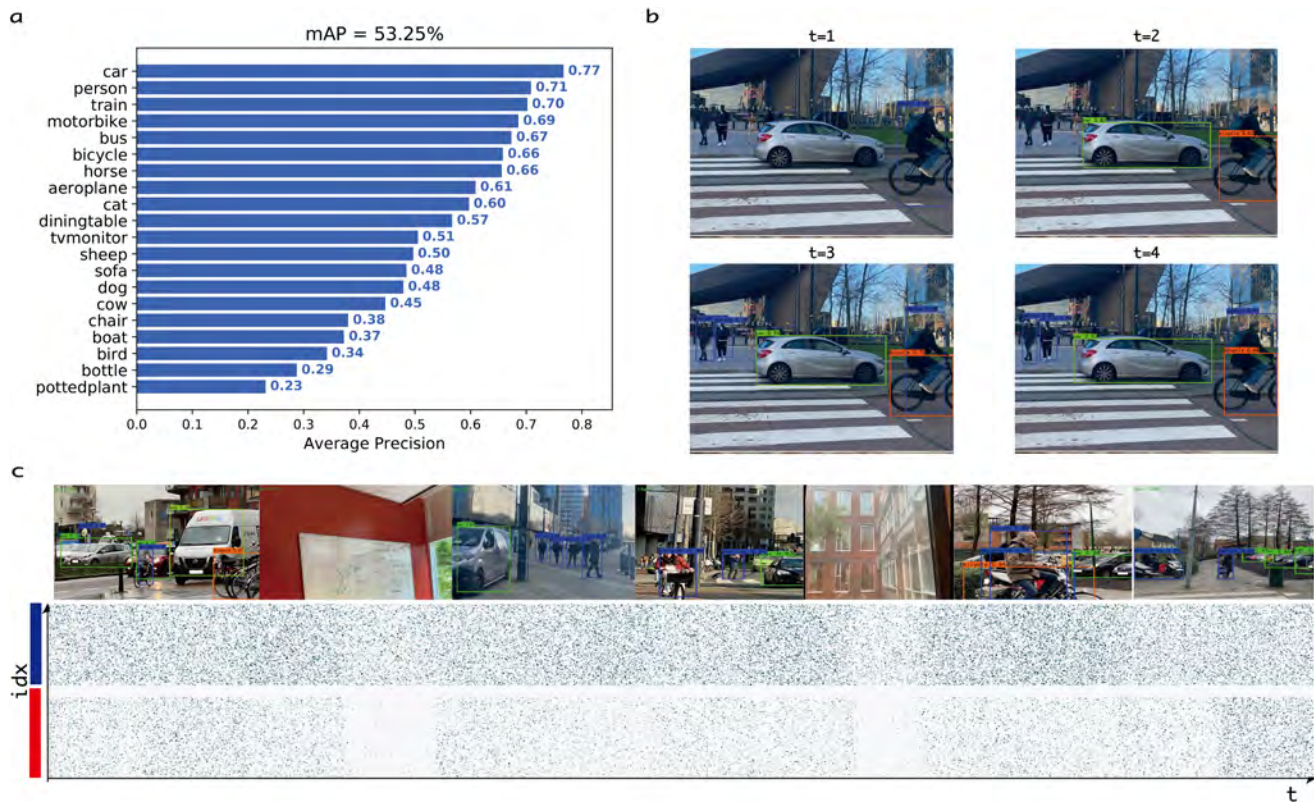 a
mAP = 53.25%
car 0.77
person 0.71
train 0.70
motorbike 0.69
bus 0.67
bicycle 0.66
horse 0.66
aeroplane 0.61
cat 0.60
diningtable 0.57
tvmonitor 0.51
sheep 0.50
sofa 0.48
dog 0.48
cow 0.45
chair 0.38
boat 0.37
bird 0.34
bottle 0.29
pottedplant 0.23
0.0 0.1 0.2 0.3 0.4 0.5 0.6 0.7 0.8
Average Precision
b
t=1
t=2
t=3
t=4
c
idx
t